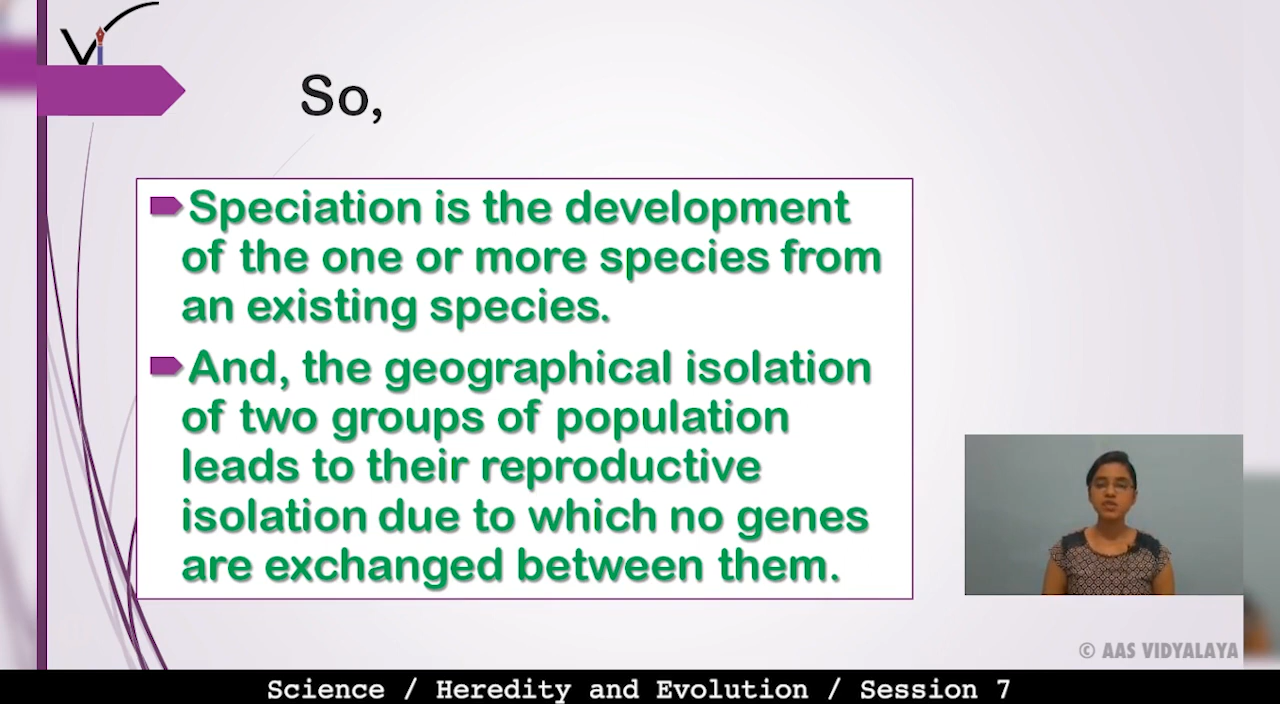 Vi
So,
Speciation is the development
of the one or more species from
an existing species.
And, the geographical isolation
of two groups of population
leads to their reproductive
isolation due to which no genes
are exchanged between them.
© AAS VIDYALAYA
Science / Heredity and Evolution / Session 7